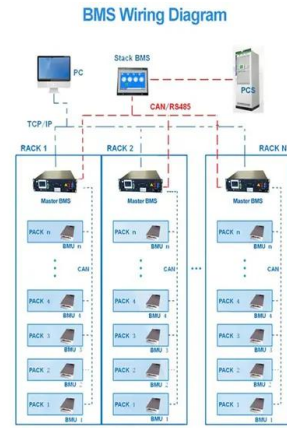 BMS Wiring Diagram
PC
Stack BMS
PCS
CAN/RS485
TCP/IP
RACK 1
RACK 2
RACK N
Master BMS
Master BMS
Master BMS
PACK n
BMU n
PACK n
BMU n
PACK n
BMU n
CAN
CAN
CAN
PACK 4
BMU 4
PACK 4
BMU 4
PACK 4
BMU 4
PACK 3
BMU 3
PACK 3
BMU 3
PACK 3
BMU 3
PACK 2
BMU 2
PACK 2
BMU 2
PACK 2
BMU 2
PACK 1
BMU 1
PACK 1
BMU 1
PACK 1
BMU 1